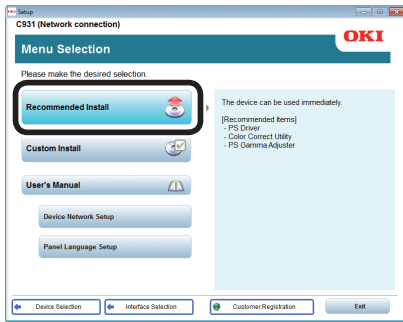 OKI Setup
C931 (Network connection)
OKI
Menu Selection
Please make the desired selection.
Recommended Install
Custom Install
User's Manual
Device Network Setup
Panel Language Setup
The device can be used immediately.
[Recommended Items]
- PS Driver
- Color Correct Utility
- PS Gamma Adjuster
Device Selection
Interface Selection
Customer Registration
Exit